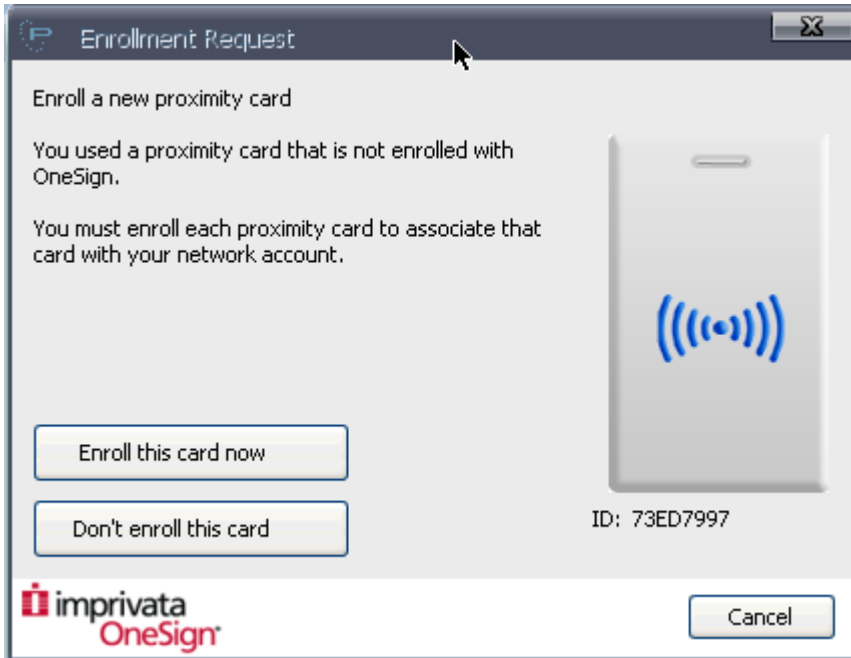 Enrollment Request
Enroll a new proximity card
You used a proximity card that is not enrolled with
OneSign.
You must enroll each proximity card to associate that
card with your network account.
Enroll this card now
Don't enroll this card
ID: 73ED7997
imprivata
OneSign
Cancel